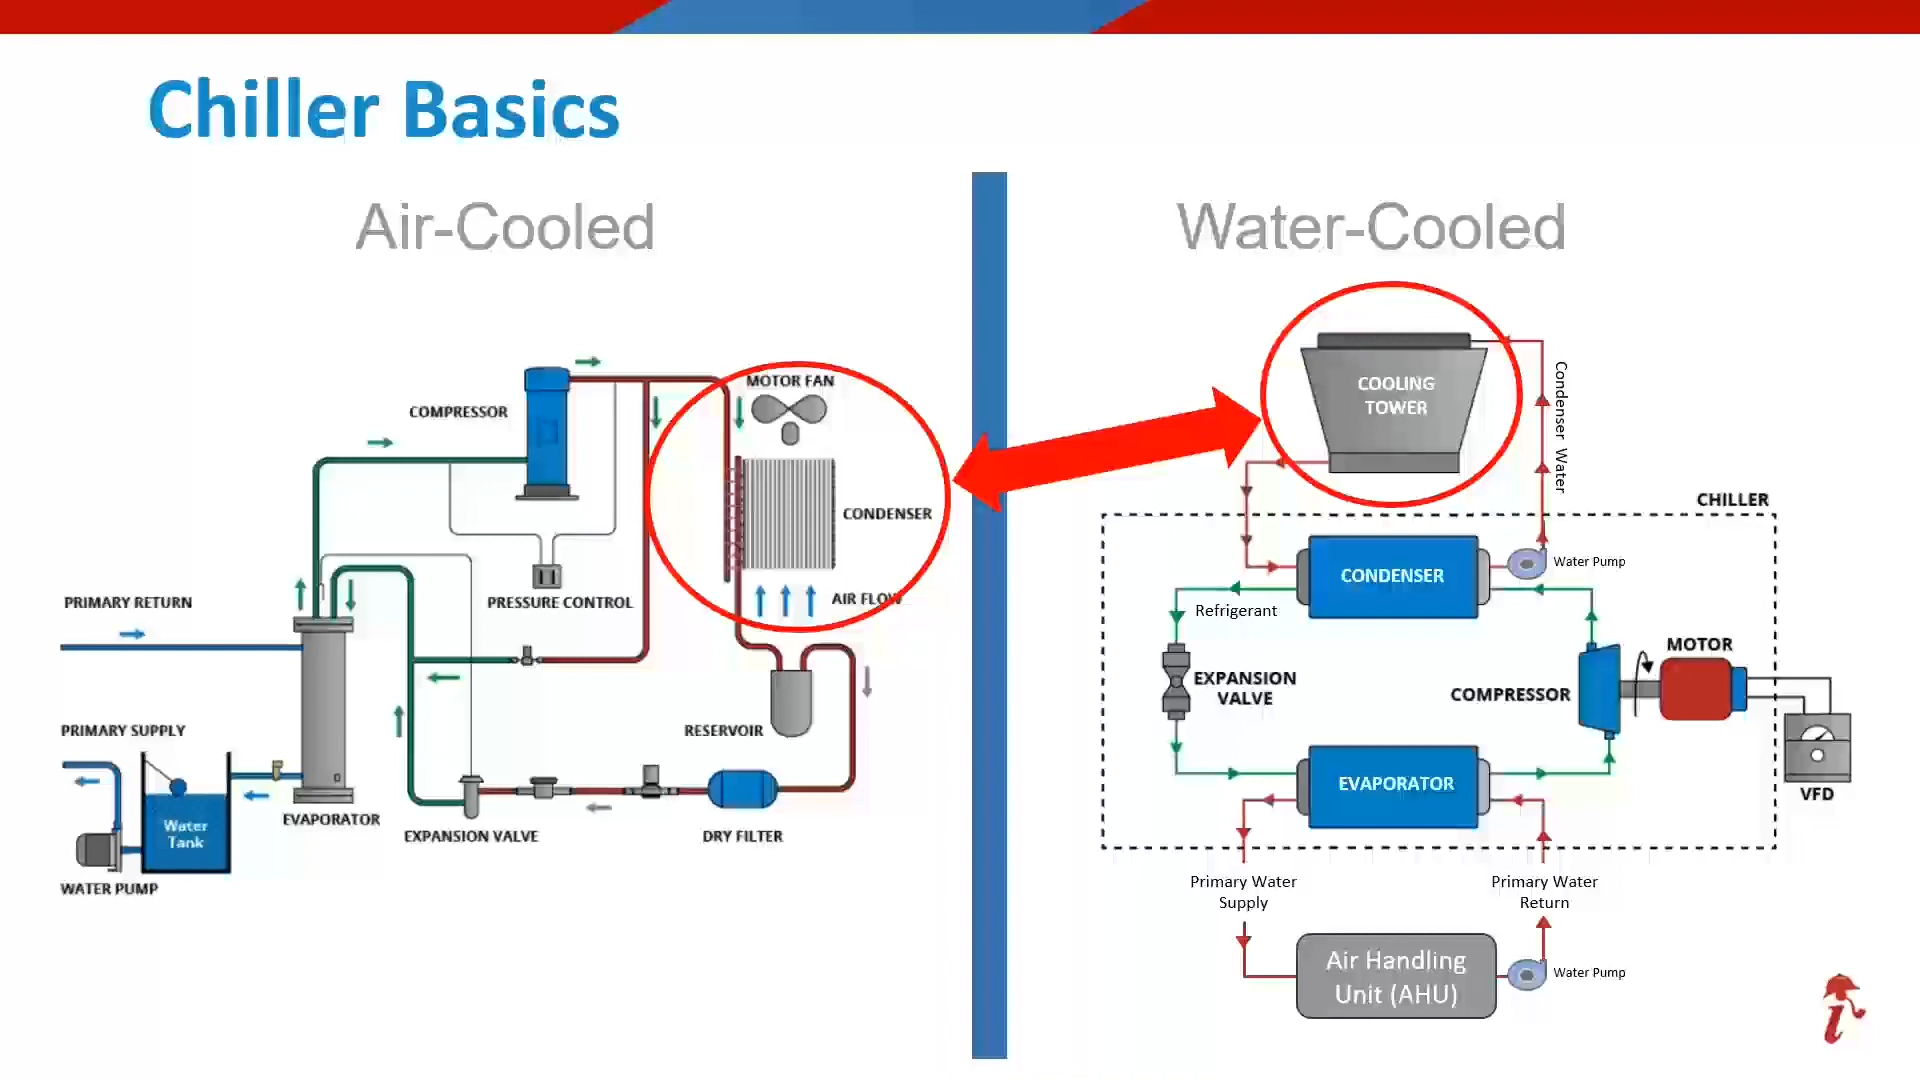 Chiller Basics
Air-Cooled
MOTOR FAN
COMPRESSOR
CONDENSER
PRESSURE CONTROL
AIR FLOW
PRIMARY RETURN
RESERVOIR
PRIMARY SUPPLY
Water
Tank
EVAPORATOR
EXPANSION VALVE
DRY FILTER
WATER PUMP
Water-Cooled
COOLING
TOWER
Condenser Water
CHILLER
CONDENSER
Water Pump
Refrigerant
MOTOR
EXPANSION
VALVE
COMPRESSOR
EVAPORATOR
VFD
Primary Water
Supply
Primary Water
Return
Air Handling
Unit (AHU)
Water Pump